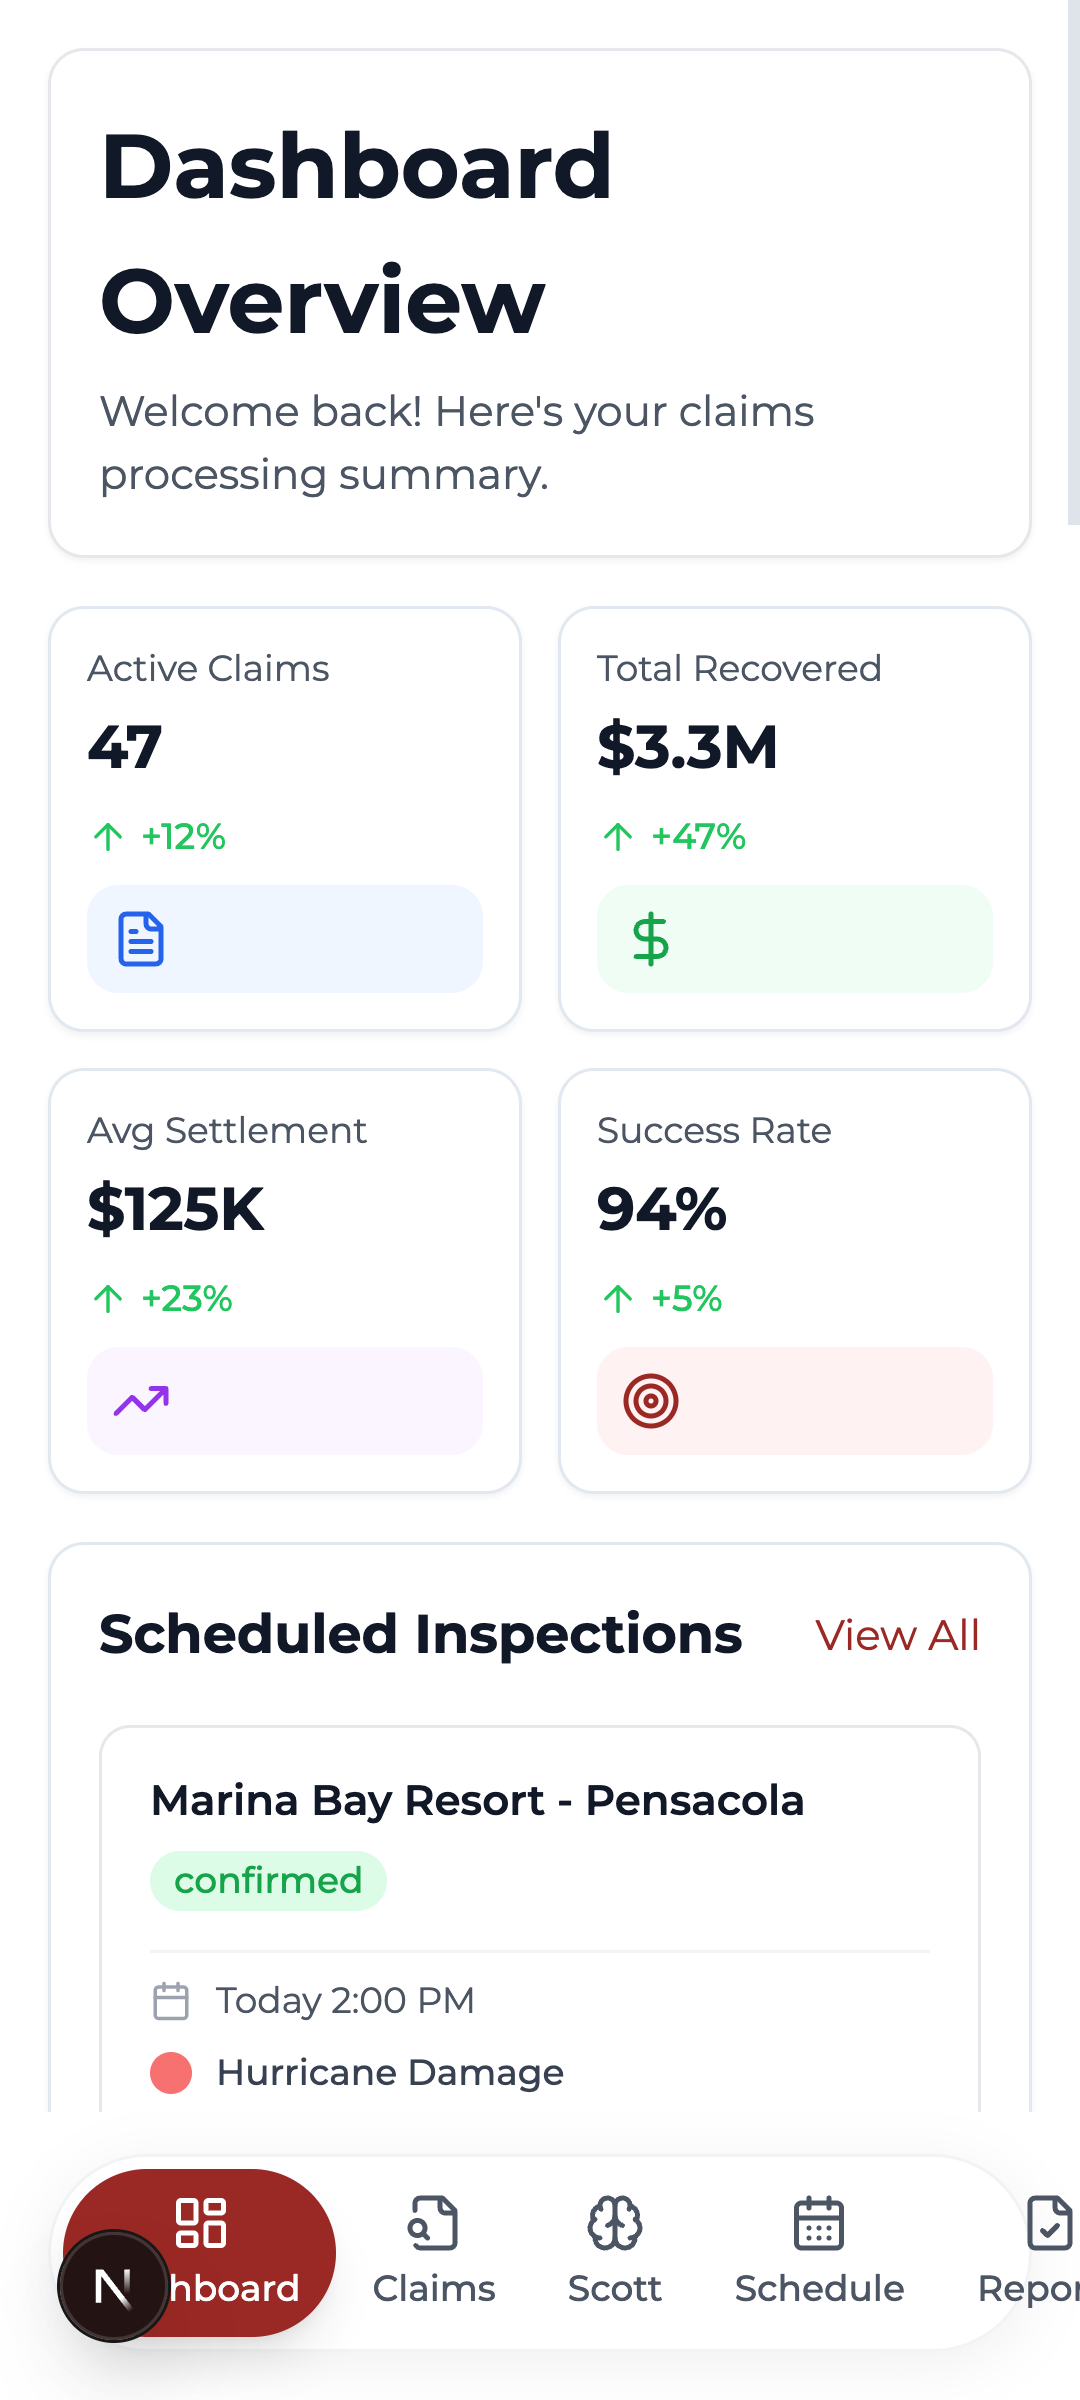 Dashboard
Overview
Welcome back! Here's your claims
processing summary.
Active Claims
47
+12%
Total Recovered
$3.3M
+47%
Avg Settlement
$125K
+23%
Success Rate
94%
+5%
Scheduled Inspections
View All
Marina Bay Resort - Pensacola
confirmed
Today 2:00 PM
Hurricane Damage
N
hboard
Claims
Scott
Schedule
Repor